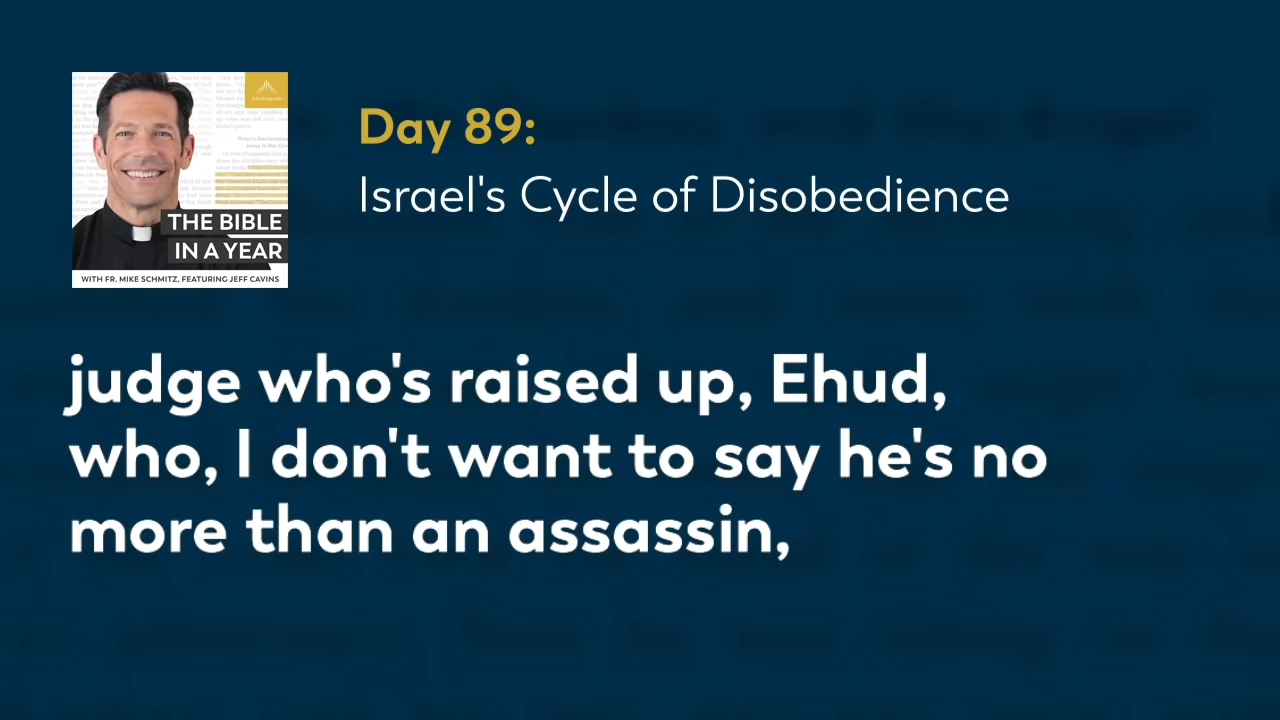 Day 89:
Israel's Cycle of Disobedience
THE BIBLE
IN A YEAR
WITH FR. MIKE SCHMITZ, FEATURING JEFF CAVINS
judge who's raised up, Ehud,
who, I don't want to say he's no
more than an assassin,